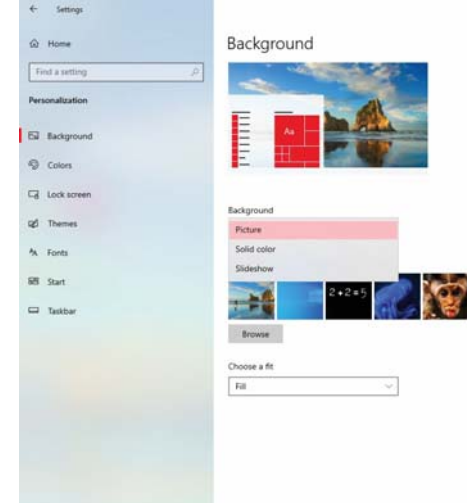 Settings
Home
Find a setting
Personalization
Background
Colors
Lock screen
Themes
Fonts
Start
Taskbar
Background
Aa
Background
Picture
Solid color
Slideshow
2+2=5
Browse
Choose a fit
Fill